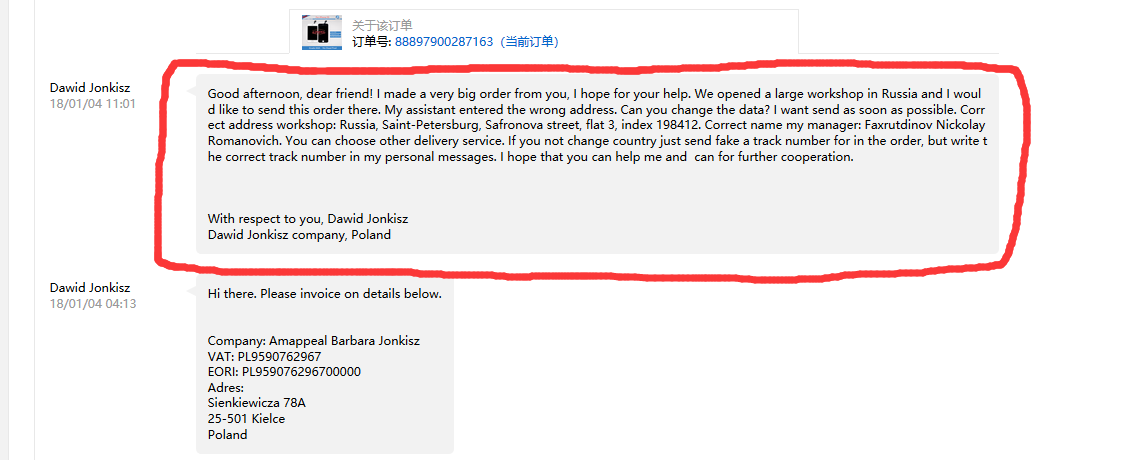 关于该订单
订单号: 88897900287163（当前订单）
Dawid Jonkisz
18/01/04 11:01
Good afternoon, dear friend! I made a very big order from you, I hope for your help. We opened a large workshop in Russia and I woul
d like to send this order there. My assistant entered the wrong address. Can you change the data? I want send as soon as possible. Corr
ect address workshop: Russia, Saint-Petersburg, Safronova street, flat 3, index 198412. Correct name my manager: Faxrutdinov Nickolay
Romanovich. You can choose other delivery service. If you not change country just send fake a track number for in the order, but write t
he correct track number in my personal messages. I hope that you can help me and  can for further cooperation.
With respect to you, Dawid Jonkisz
Dawid Jonkisz company, Poland
Dawid Jonkisz
18/01/04 04:13
Hi there. Please invoice on details below.
Company: Amappeal Barbara Jonkisz
VAT: PL9590762967
EORI: PL959076296700000
Adres:
Sienkiewicza 78A
25-501 Kielce
Poland